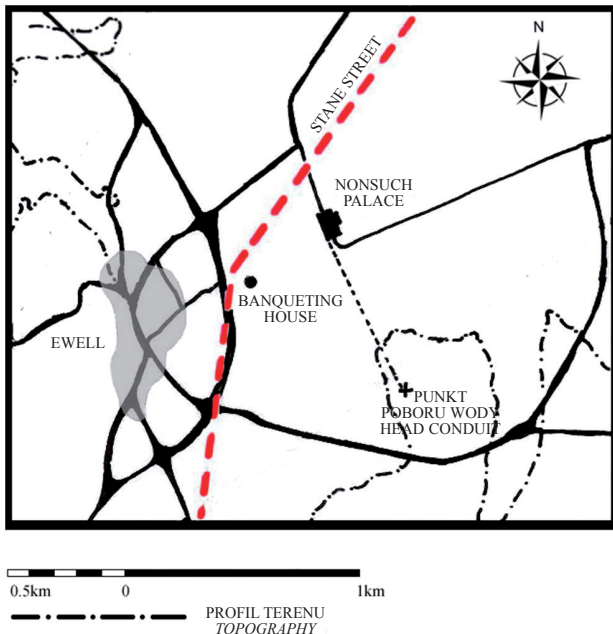 N
STANE STREET
NONSUCH
PALACE
BANQUETING
HOUSE
EWELL
PUNKT
POBORU WODY
HEAD CONDUIT
0.5km 0 1km
PROFIL TERENU
TOPOGRAPHY